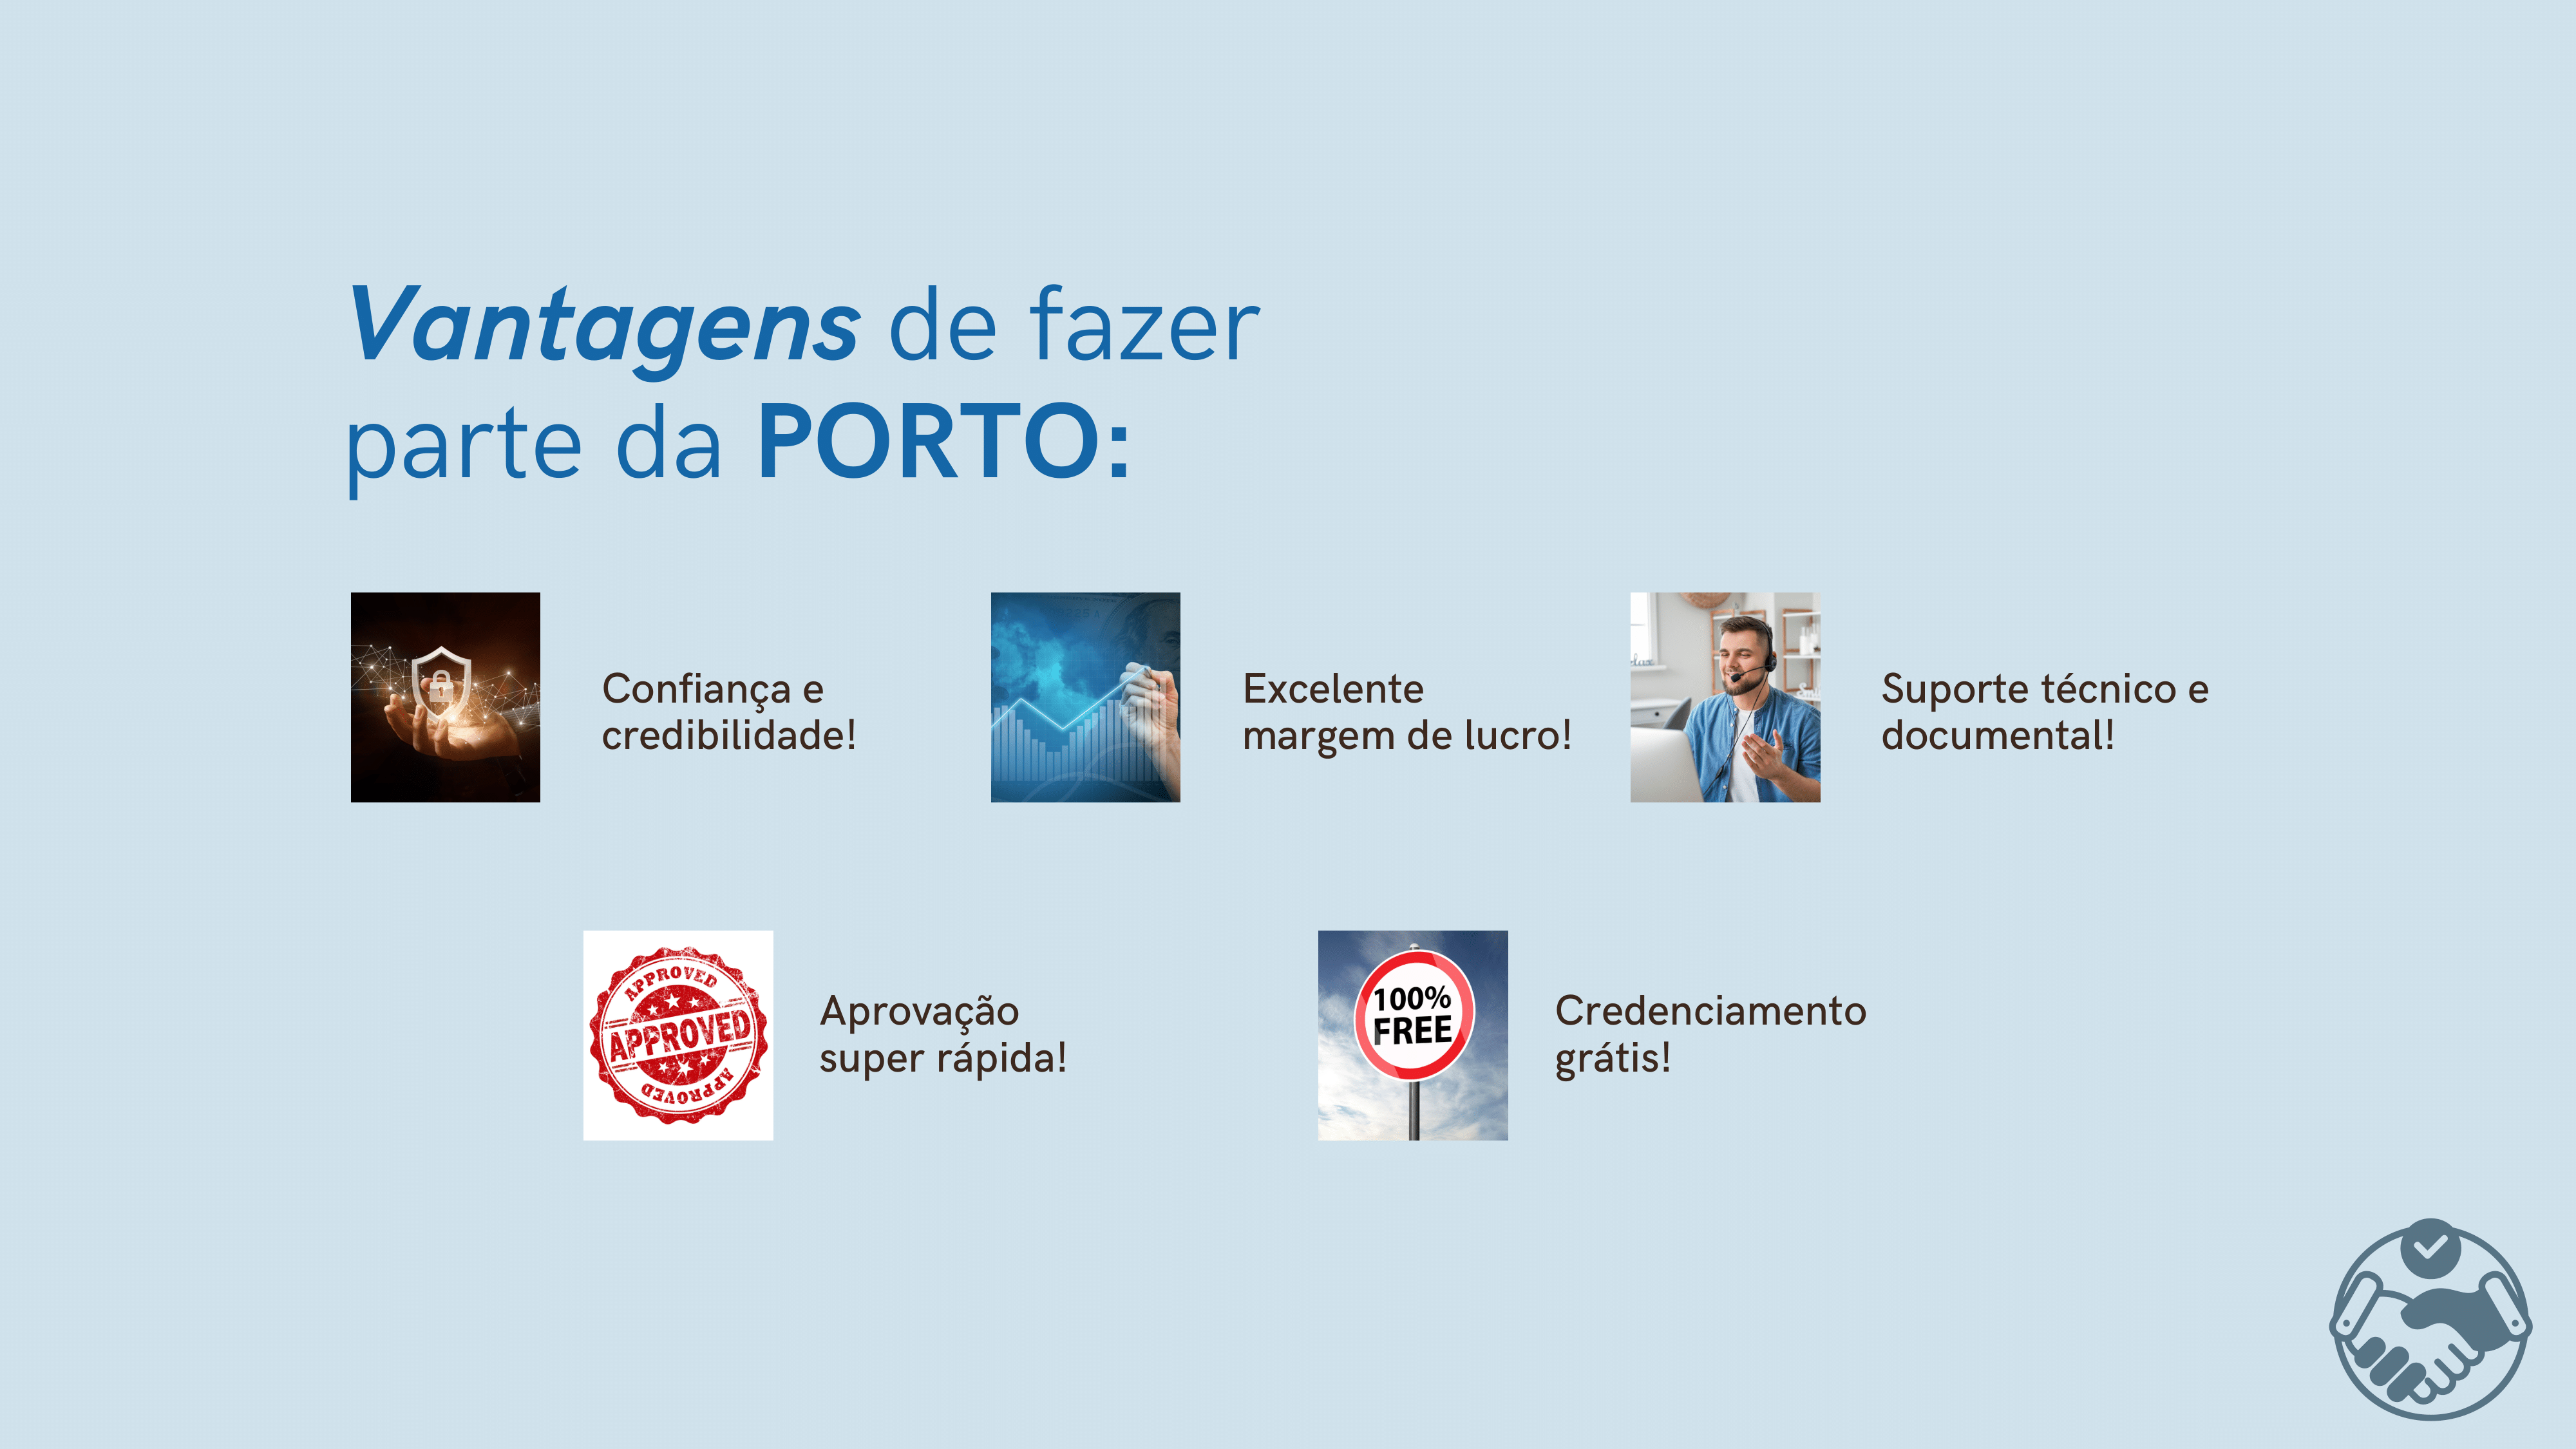 Vantagens de fazer
parte da PORTO:
Confiança e
credibilidade!
Excelente
margem de lucro!
Suporte técnico e
documental!
APPROVED
APPROVED
APPROVED
Aprovação
super rápida!
100%
FREE
Credenciamento
grátis!